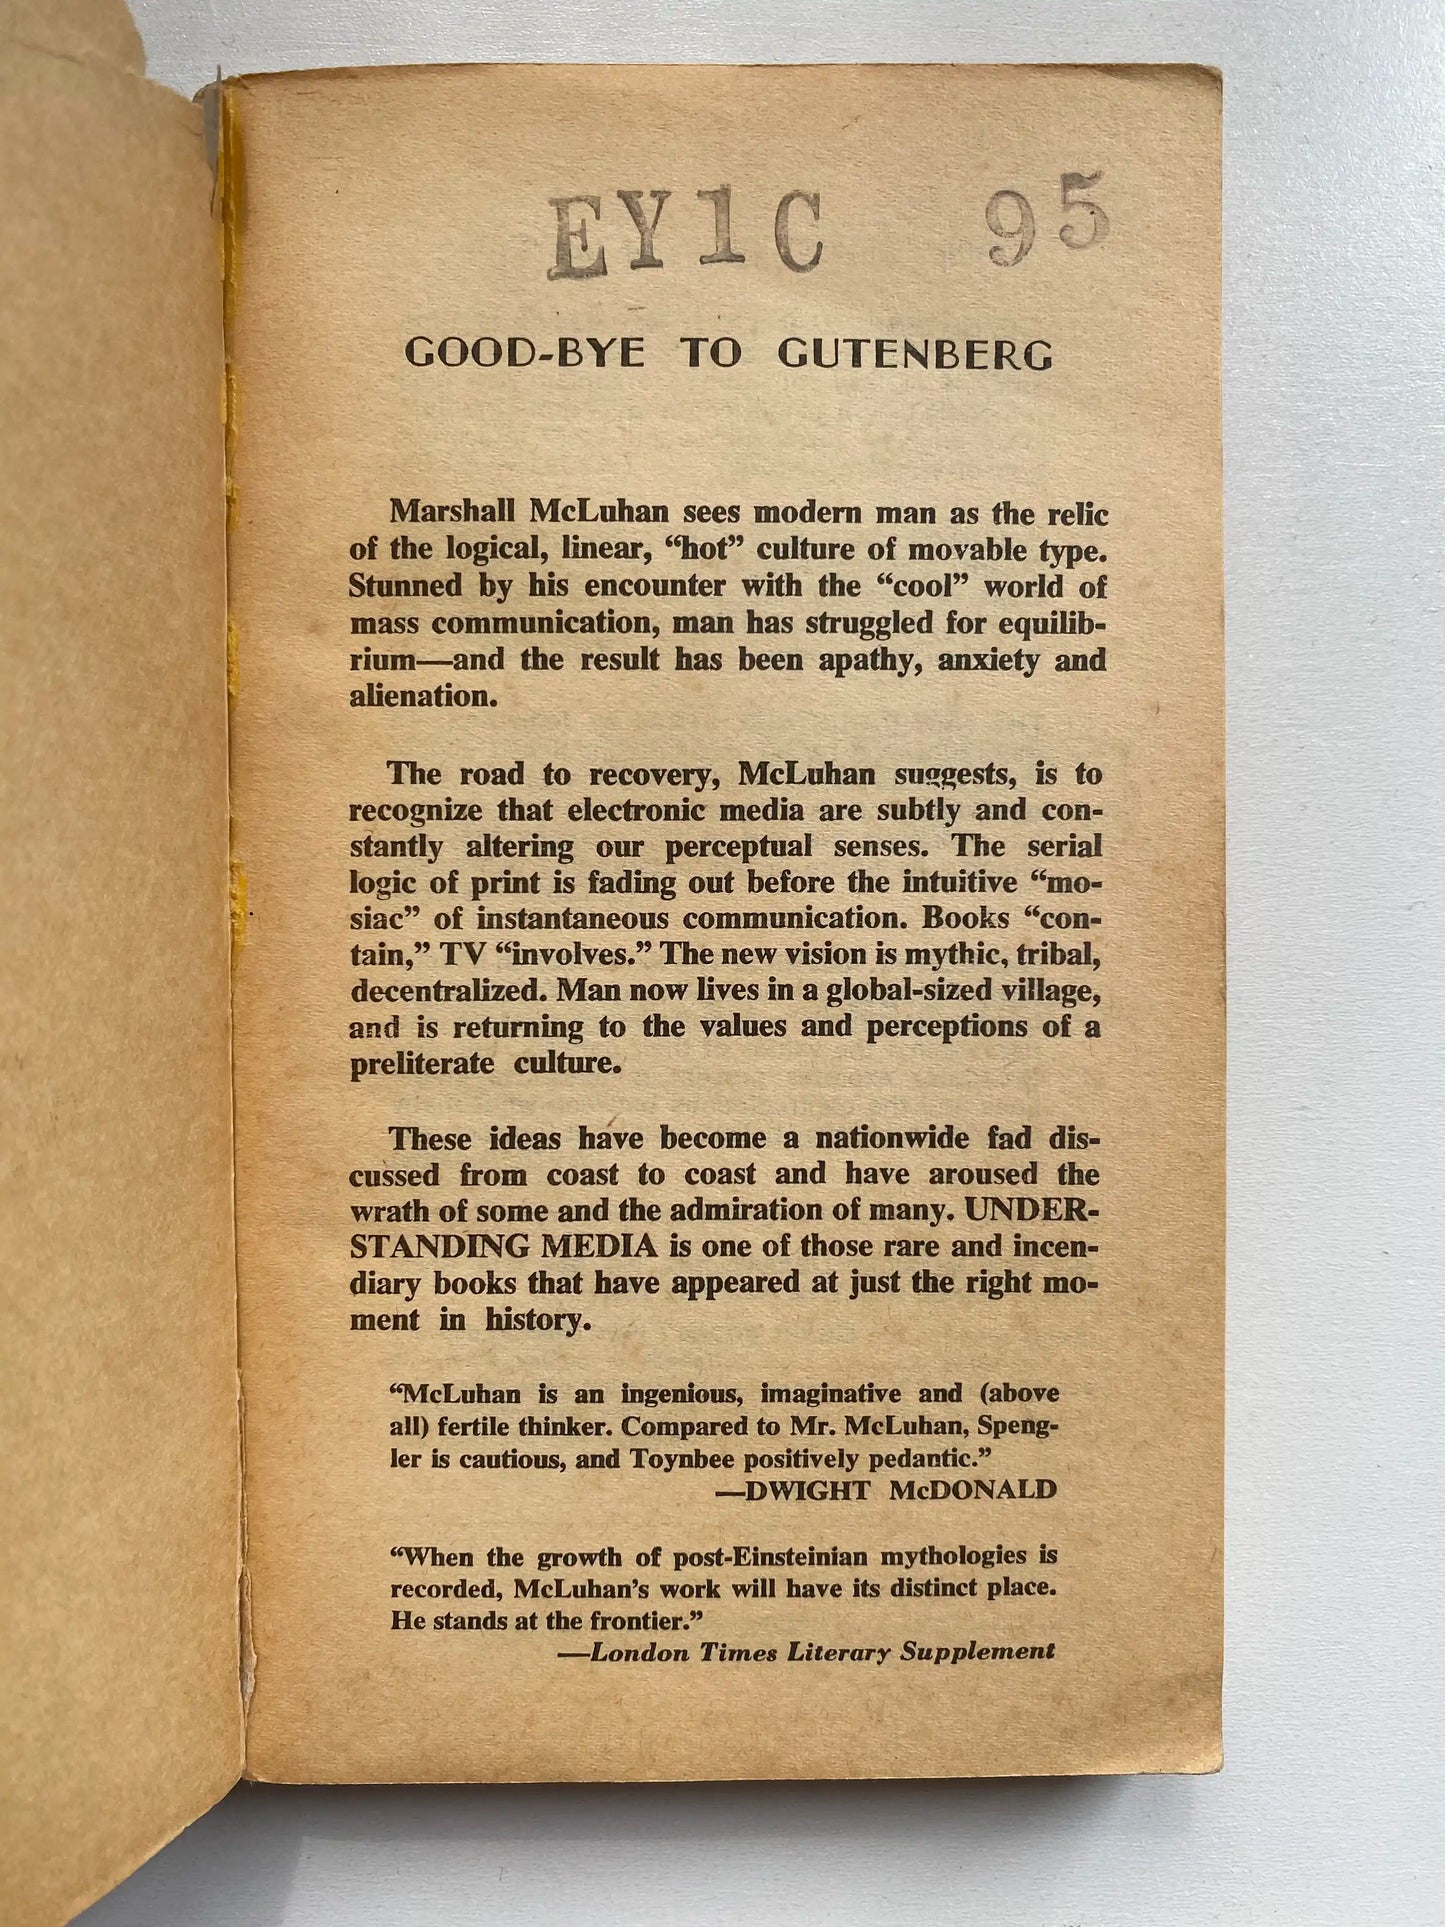 EY1C 95
GOOD-BYE TO GUTENBERG
Marshall McLuhan sees modern man as the relic
of the logical, linear, “hot” culture of movable type.
Stunned by his encounter with the “cool” world of
mass communication, man has struggled for equilib-
rium—and the result has been apathy, anxiety and
alienation.
The road to recovery, McLuhan suggests, is to
recognize that electronic media are subtly and con-
stantly altering our perceptual senses. The serial
logic of print is fading out before the intuitive “mo-
siac” of instantaneous communication. Books “con-
tain,” TV “involves.” The new vision is mythic, tribal,
decentralized. Man now lives in a global-sized village,
and is returning to the values and perceptions of a
preliterate culture.
These ideas have become a nationwide fad dis-
cussed from coast to coast and have aroused the
wrath of some and the admiration of many. UNDER-
STANDING MEDIA is one of those rare and incen-
diary books that have appeared at just the right mo-
ment in history.
“McLuhan is an ingenious, imaginative and (above
all) fertile thinker. Compared to Mr. McLuhan, Speng-
ler is cautious, and Toynbee positively pedantic.”
—DWIGHT McDONALD
“When the growth of post-Einsteinian mythologies is
recorded, McLuhan’s work will have its distinct place.
He stands at the frontier.”
—London Times Literary Supplement